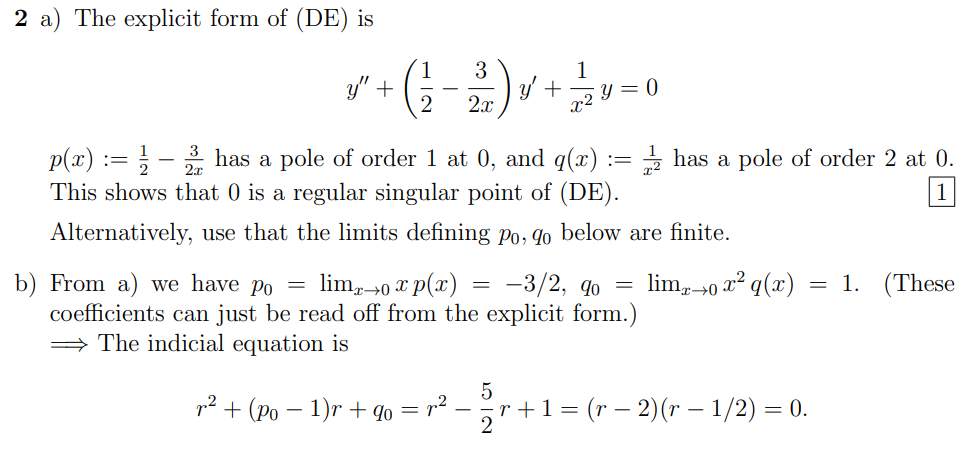 2 a) The explicit form of (DE) is
y′′ + (1/2 − 3/2x) y′ + 1/x² y = 0
p(x) := 1/2 − 3/2x has a pole of order 1 at 0, and q(x) := 1/x² has a pole of order 2 at 0.
This shows that 0 is a regular singular point of (DE). 1
Alternatively, use that the limits defining p₀, q₀ below are finite.
b) From a) we have p₀ = limₓ→₀ x p(x) = −3/2, q₀ = limₓ→₀ x² q(x) = 1. (These
coefficients can just be read off from the explicit form.)
⟹ The indicial equation is
r² + (p₀ − 1)r + q₀ = r² − 5/2 r + 1 = (r − 2)(r − 1/2) = 0.